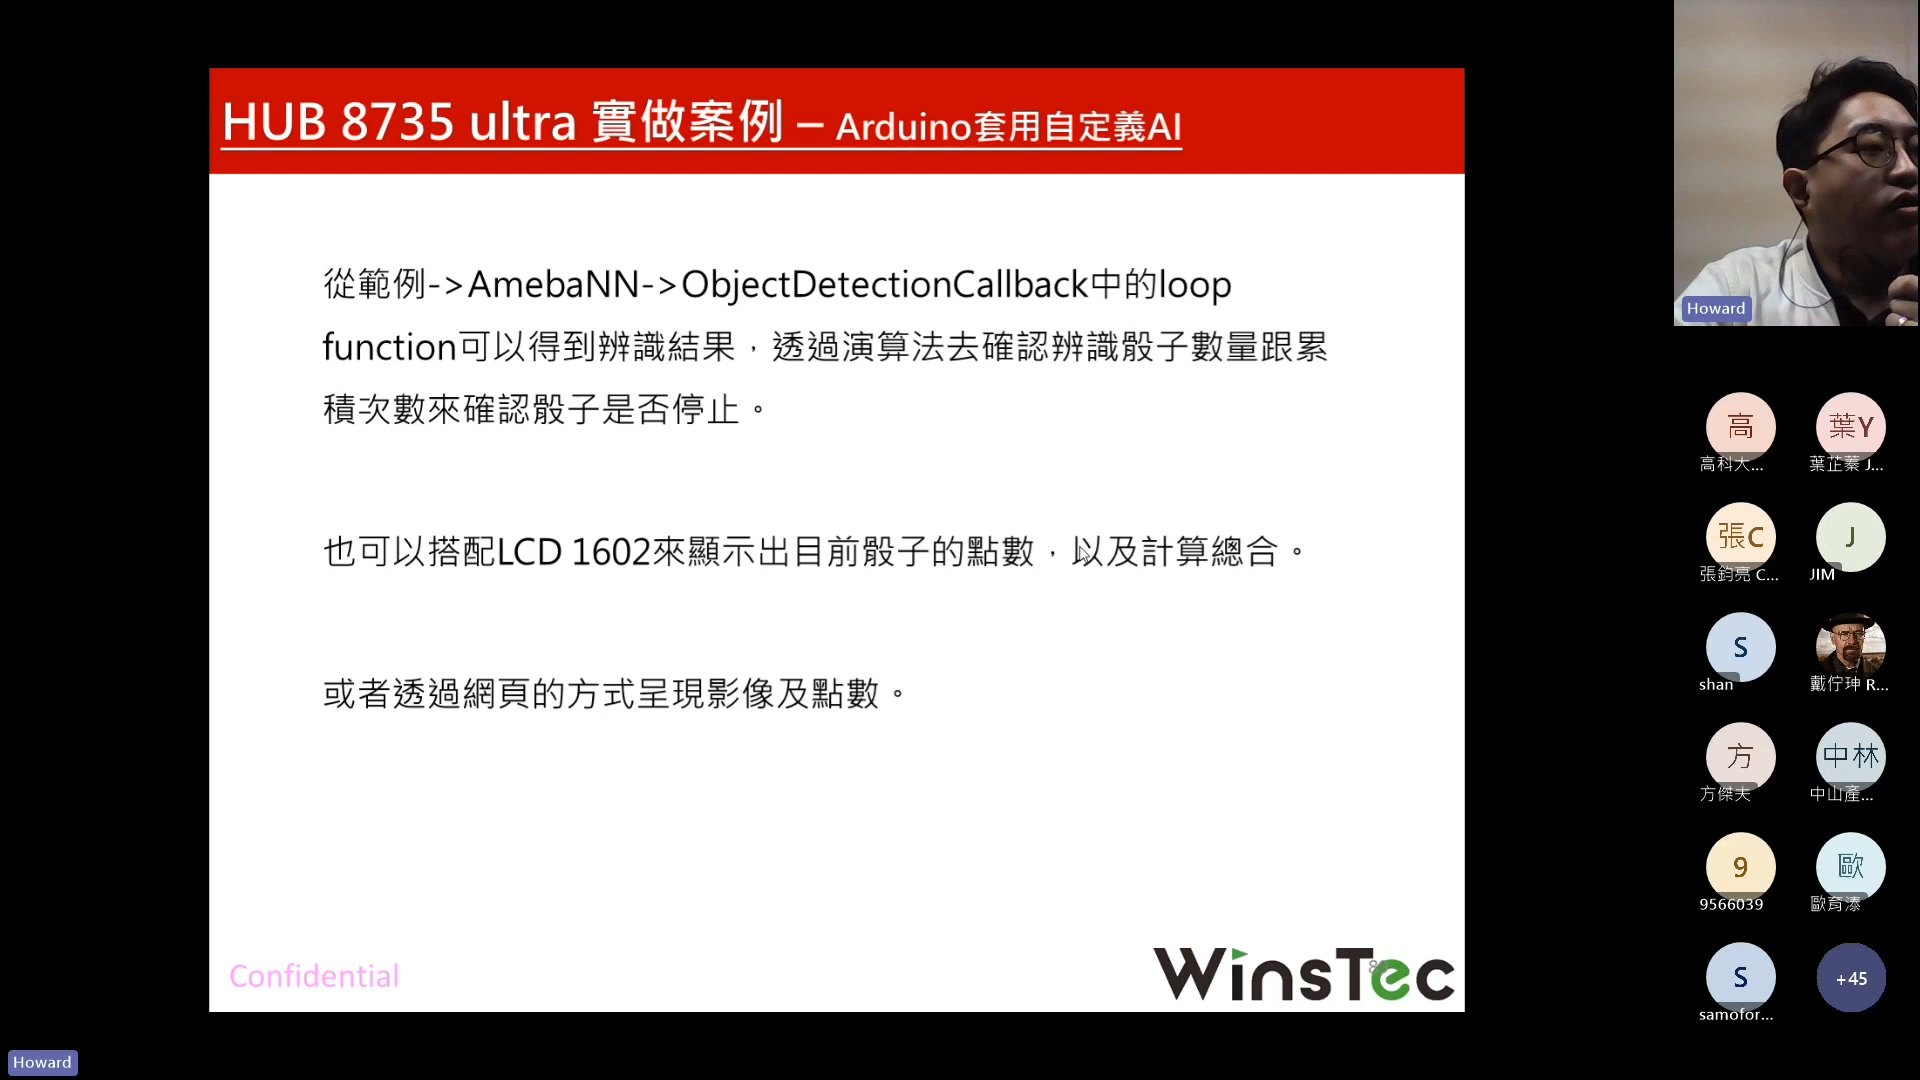 HUB 8735 ultra 實做案例 – Arduino套用自定義AI
從範例->AmebaNN->ObjectDetectionCallback中的loop
function可以得到辨識結果，透過演算法去確認辨識骰子數量跟累
積次數來確認骰子是否停止。
也可以搭配LCD 1602來顯示出目前骰子的點數，以及計算總合。
或者透過網頁的方式呈現影像及點數。
Confidential
WinsTec
Howard
高
葉Y
高科大...
葉芷蓁 J...
張C
J
張鈞亮 C...
JIM
S
shan
戴佇珅 R...
方
中林
方傑夫
中山產...
9
歐
9566039
歐育溙
S
+45
samofor...
Howard